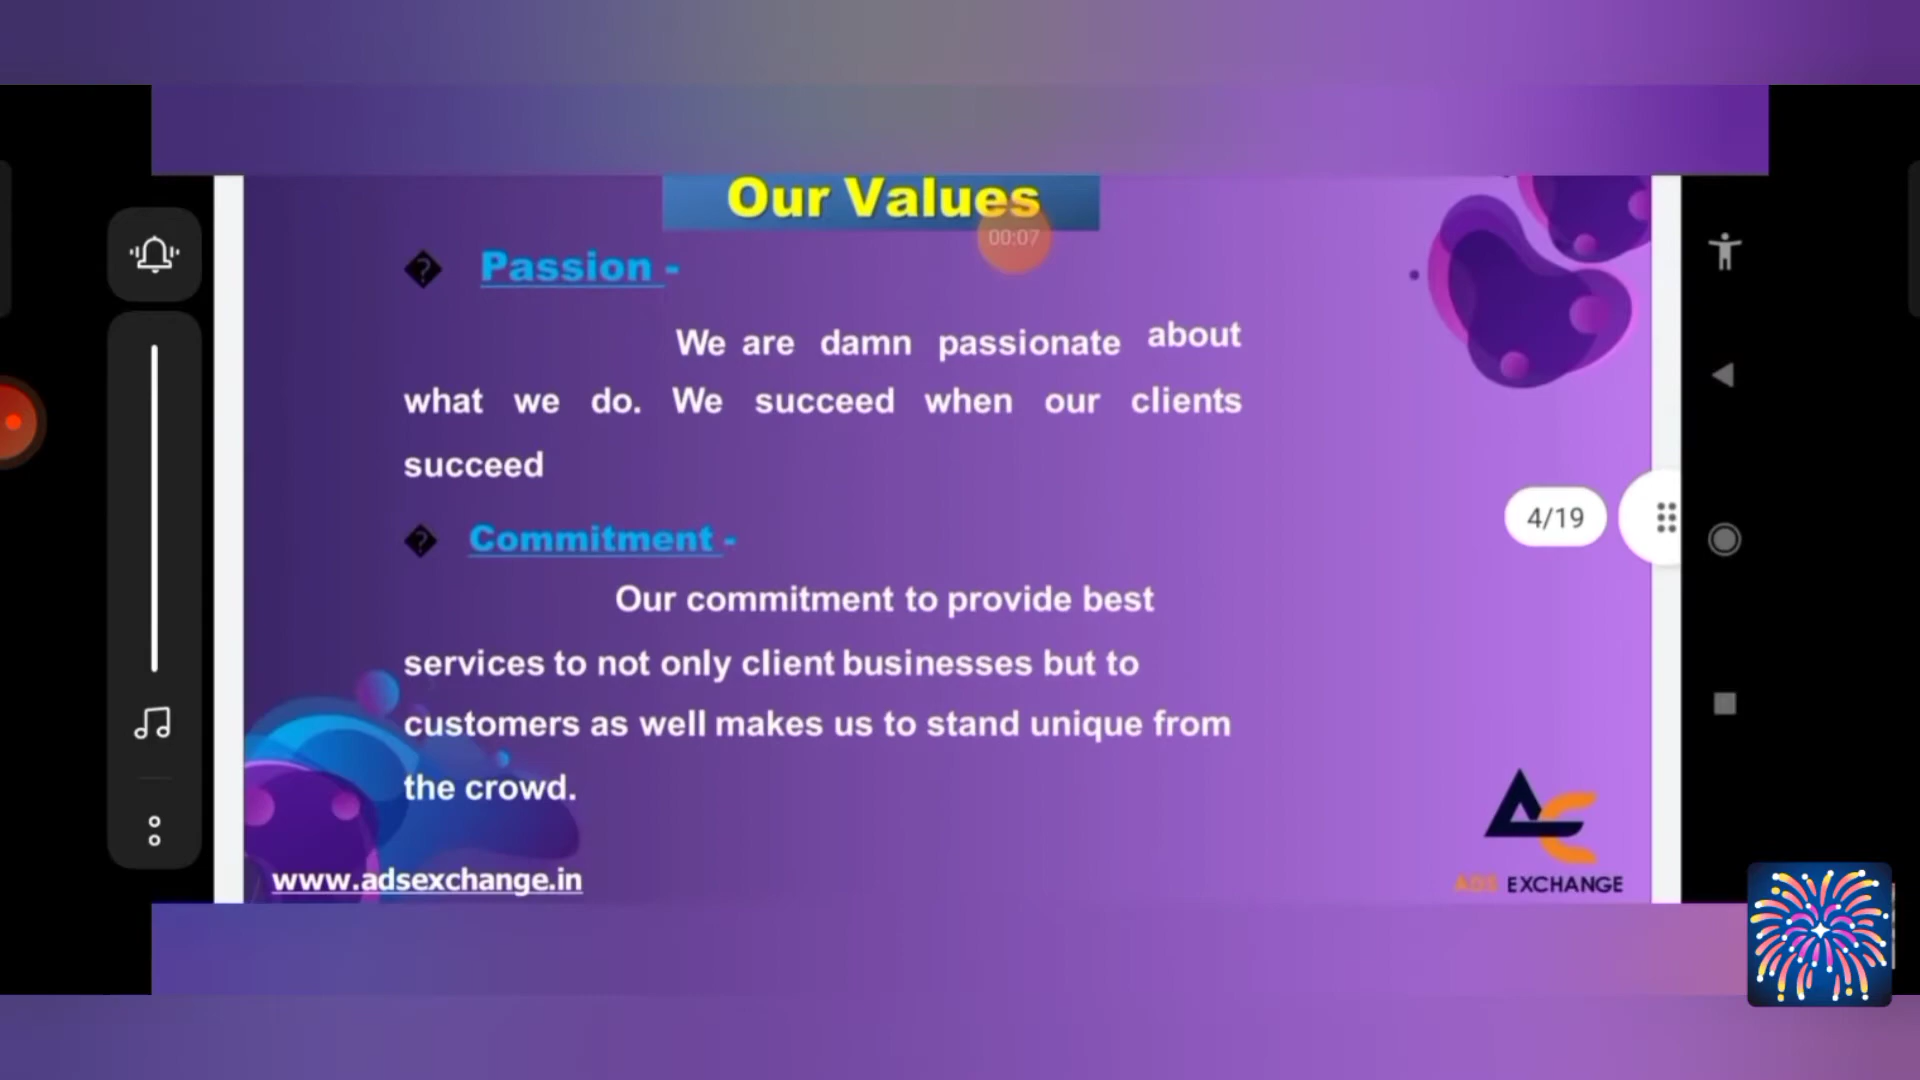 Our Values
00:07
Passion -
We are damn passionate about
what we do. We succeed when our clients
succeed
4/19
Commitment -
Our commitment to provide best
services to not only client businesses but to
customers as well makes us to stand unique from
the crowd.
www.adsexchange.in
ADS EXCHANGE